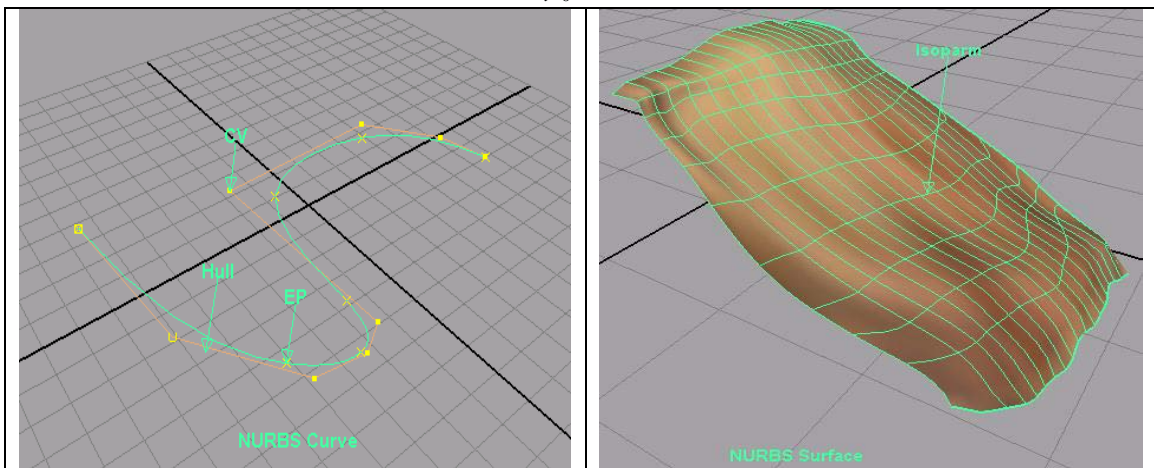 CV
Hull
EP
NURBS Curve
Isoparm
NURBS Surface